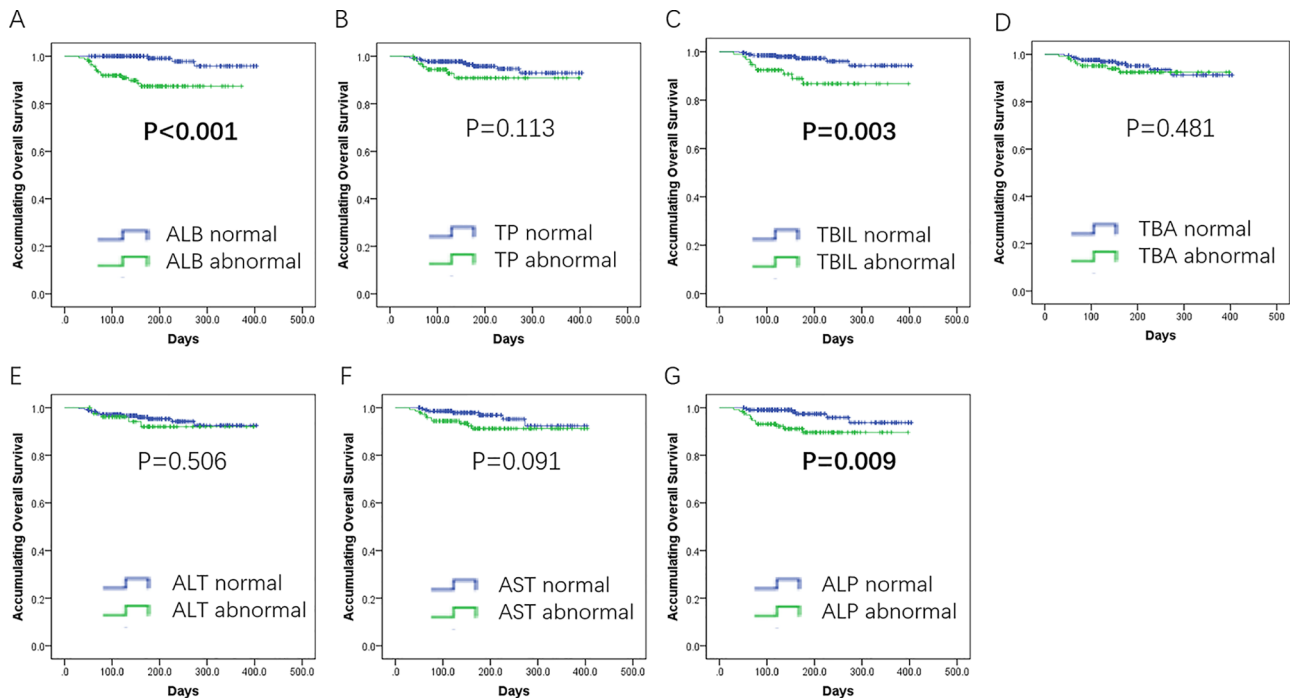 A
Accumulating Overall Survival
1.0
0.8
0.6
0.4
0.2
0.0
P<0.001
ALB normal
ALB abnormal
.0 100.0 200.0 300.0 400.0 500.0
Days
B
Accumulating Overall Survival
1.0
0.8
0.6
0.4
0.2
0.0
P=0.113
TP normal
TP abnormal
.0 100.0 200.0 300.0 400.0 500.0
Days
C
Accumulating Overall Survival
1.0
0.8
0.6
0.4
0.2
0.0
P=0.003
TBIL normal
TBIL abnormal
.0 100.0 200.0 300.0 400.0 500.0
Days
D
Accumulating Overall Survival
1.0
0.8
0.6
0.4
0.2
0.0
P=0.481
TBA normal
TBA abnormal
0 100 200 300 400 500
Days
E
Accumulating Overall Survival
1.0
0.8
0.6
0.4
0.2
0.0
P=0.506
ALT normal
ALT abnormal
.0 100.0 200.0 300.0 400.0 500.0
Days
F
Accumulating Overall Survival
1.0
0.8
0.6
0.4
0.2
0.0
P=0.091
AST normal
AST abnormal
.0 100.0 200.0 300.0 400.0 500.0
Days
G
Accumulating Overall Survival
1.0
0.8
0.6
0.4
0.2
0.0
P=0.009
ALP normal
ALP abnormal
.0 100.0 200.0 300.0 400.0 500.0
Days